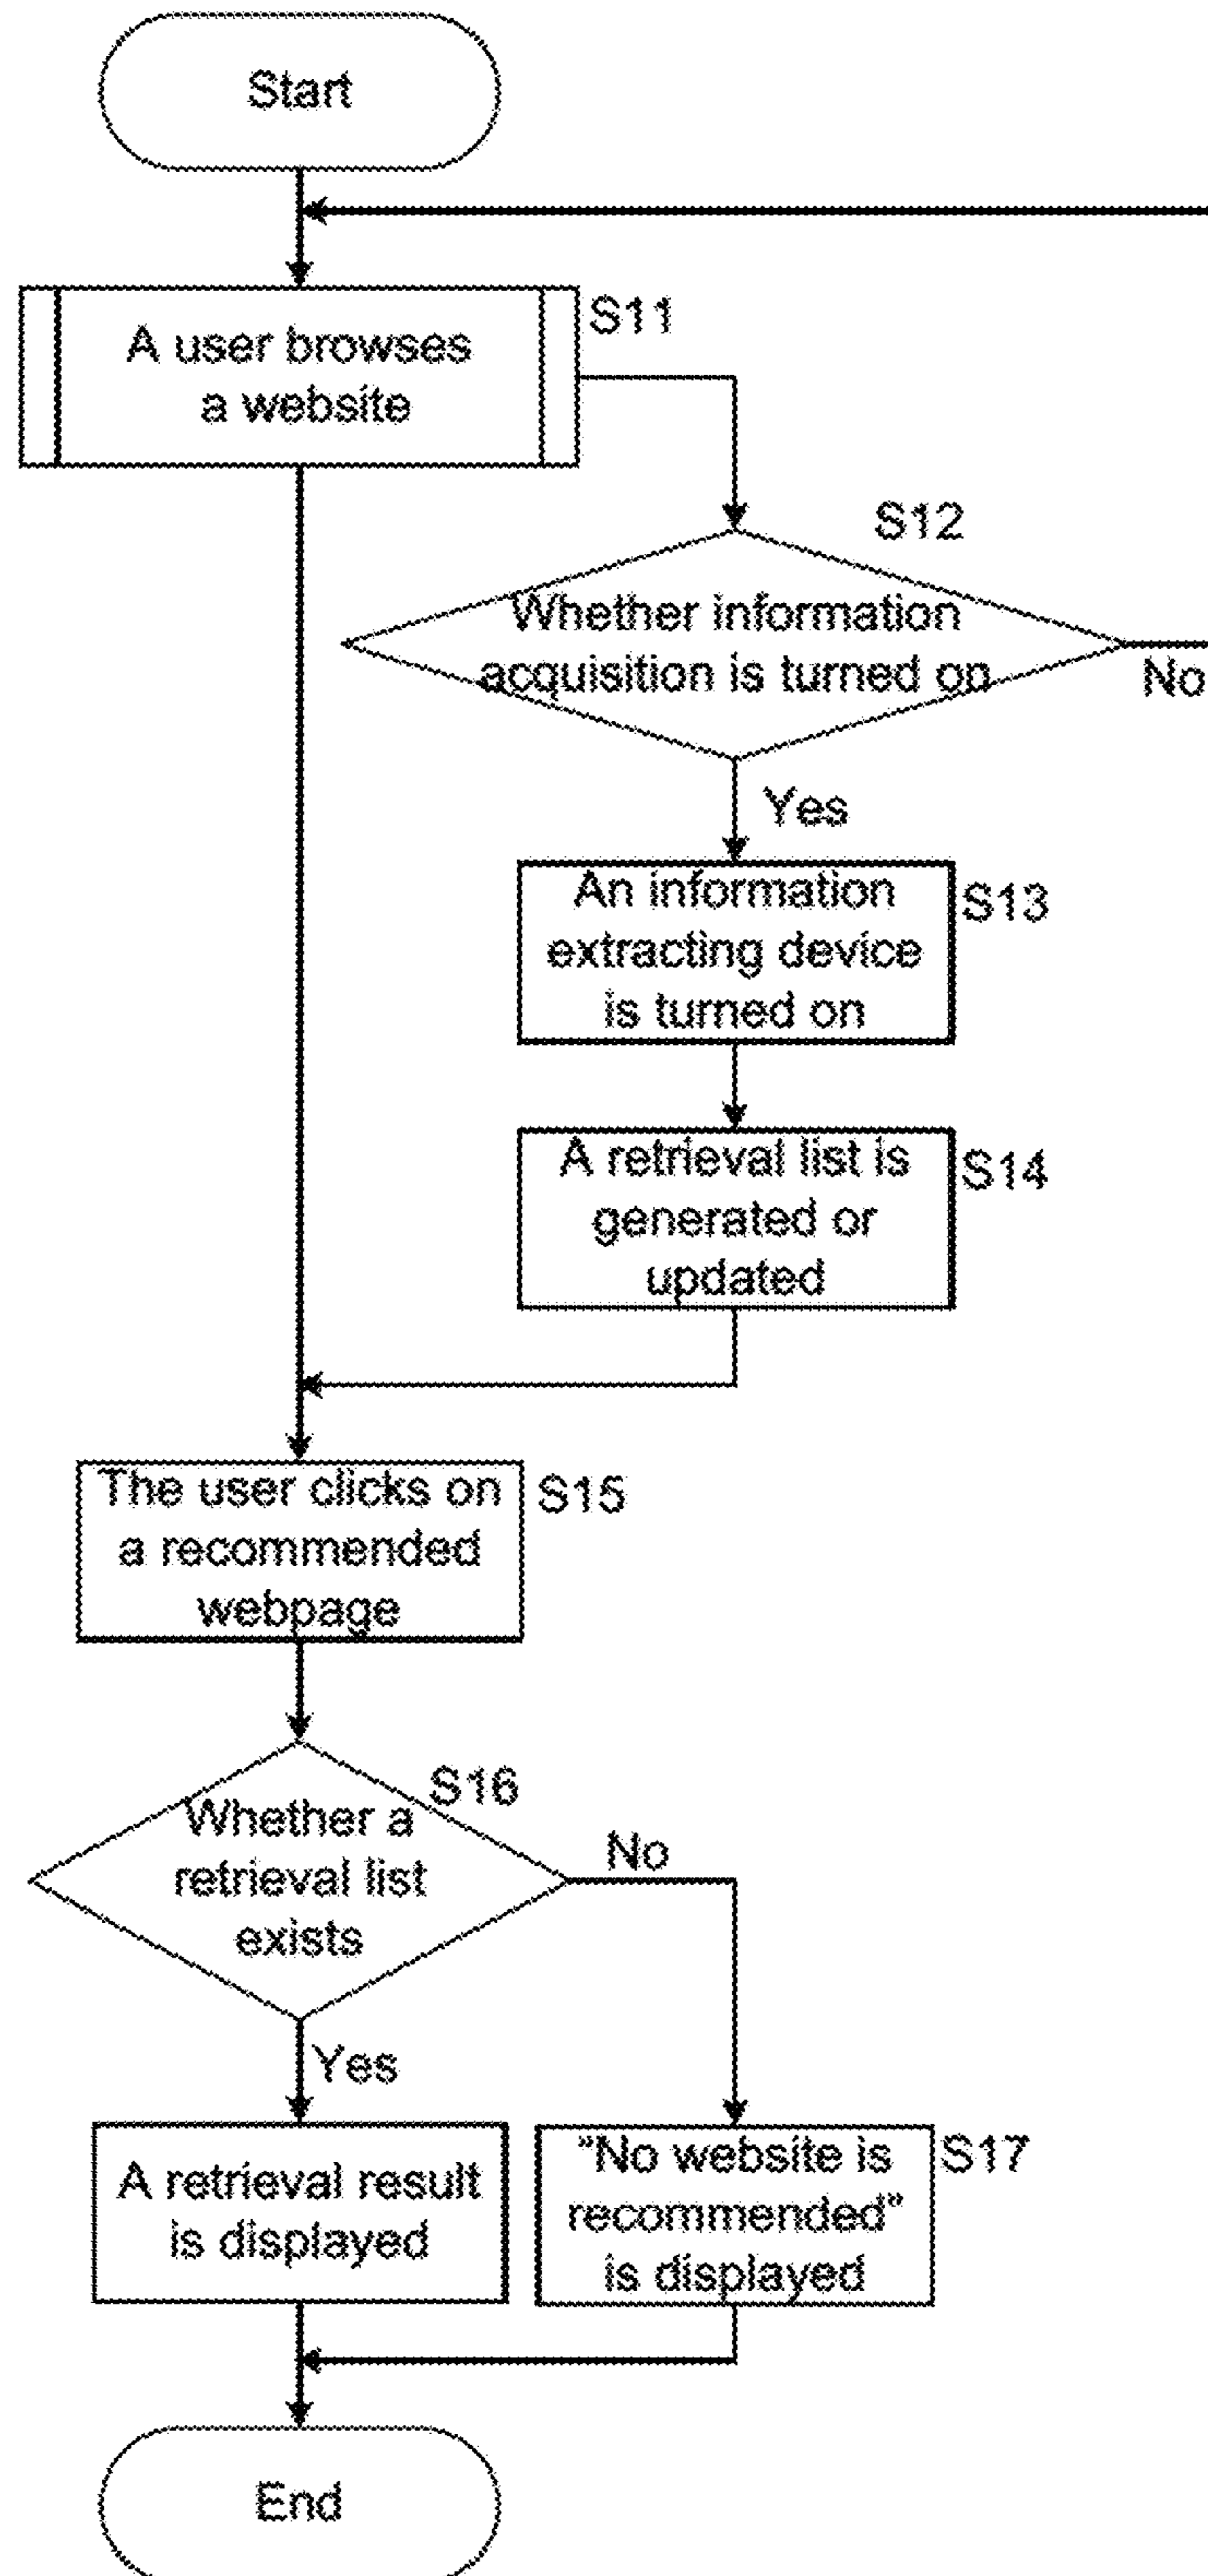 Start
A user browses
a website
S11
S12
Whether information
acquisition is turned on
No
Yes
An information
extracting device
is turned on
S13
A retrieval list is
generated or
updated
S14
The user clicks on
a recommended
webpage
S15
S16
Whether a
retrieval list
exists
No
Yes
A retrieval result
is displayed
“No website is
recommended”
is displayed
S17
End